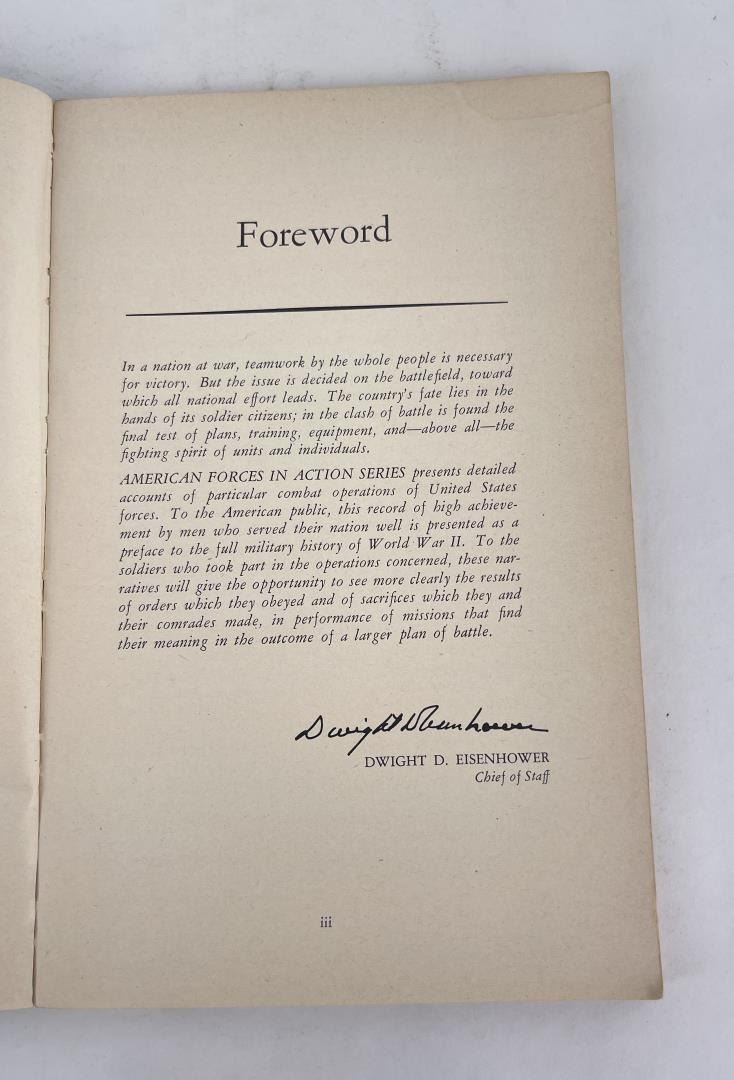 Foreword
In a nation at war, teamwork by the whole people is necessary
for victory. But the issue is decided on the battlefield, toward
which all national effort leads. The country's fate lies in the
hands of its soldier citizens; in the clash of battle is found the
final test of plans, training, equipment, and—above all—the
fighting spirit of units and individuals.
AMERICAN FORCES IN ACTION SERIES presents detailed
accounts of particular combat operations of United States
forces. To the American public, this record of high achieve-
ment by men who served their nation well is presented as a
preface to the full military history of World War II. To the
soldiers who took part in the operations concerned, these nar-
ratives will give the opportunity to see more clearly the results
of orders which they obeyed and of sacrifices which they and
their comrades made, in performance of missions that find
their meaning in the outcome of a larger plan of battle.
Dwight D Eisenhower
DWIGHT D. EISENHOWER
Chief of Staff
iii